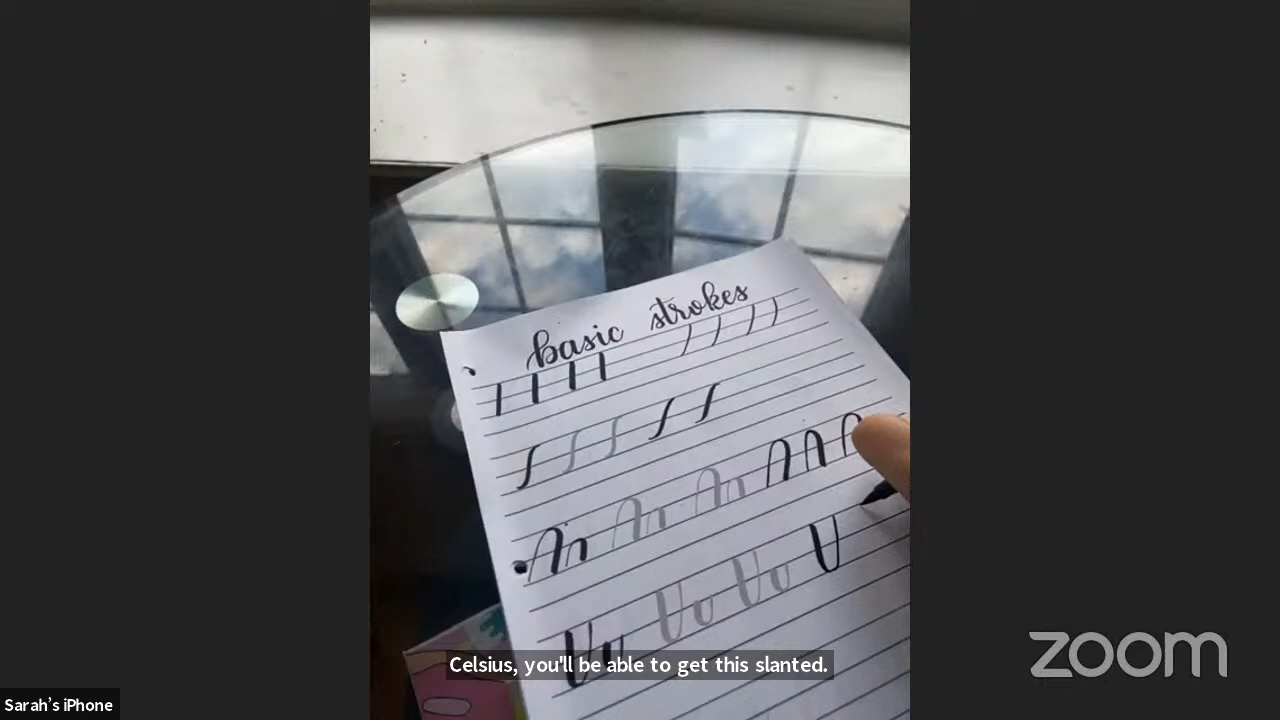 basic strokes
Celsius, you'll be able to get this slanted.
zoom
Sarah's iPhone